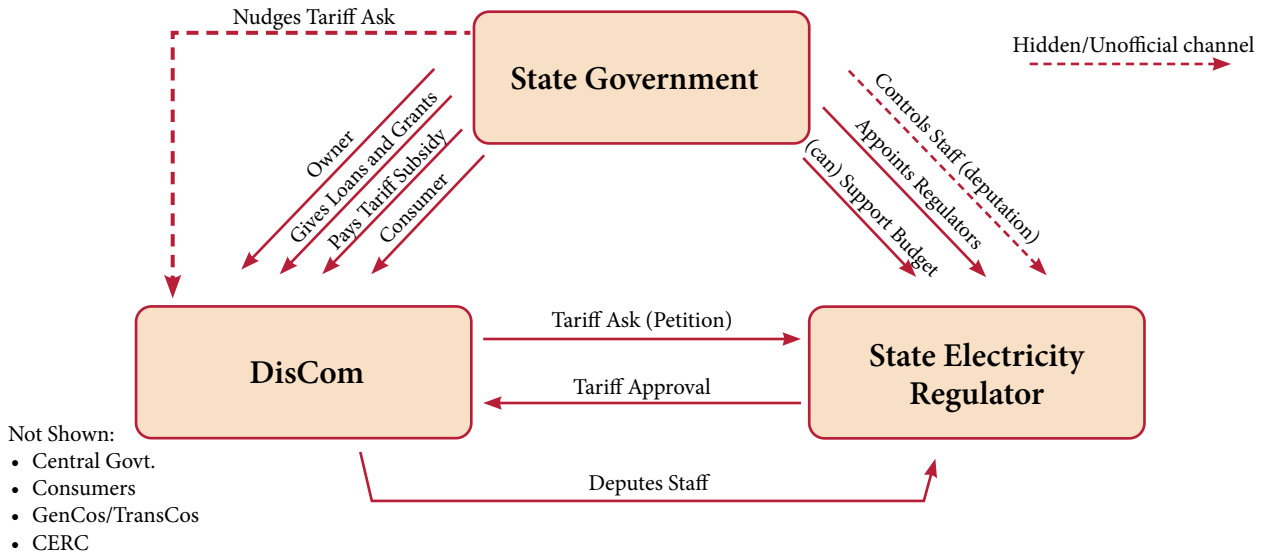 Nudges Tariff Ask
State Government
Hidden/Unofficial channel
Owner
Gives Loans and Grants
Pays Tariff Subsidy
Consumer
Controls Staff (deputation)
Appoints Regulators
(can) Support Budget
DisCom
Tariff Ask (Petition)
Tariff Approval
State Electricity
Regulator
Deputes Staff
Not Shown:
• Central Govt.
• Consumers
• GenCos/TransCos
• CERC